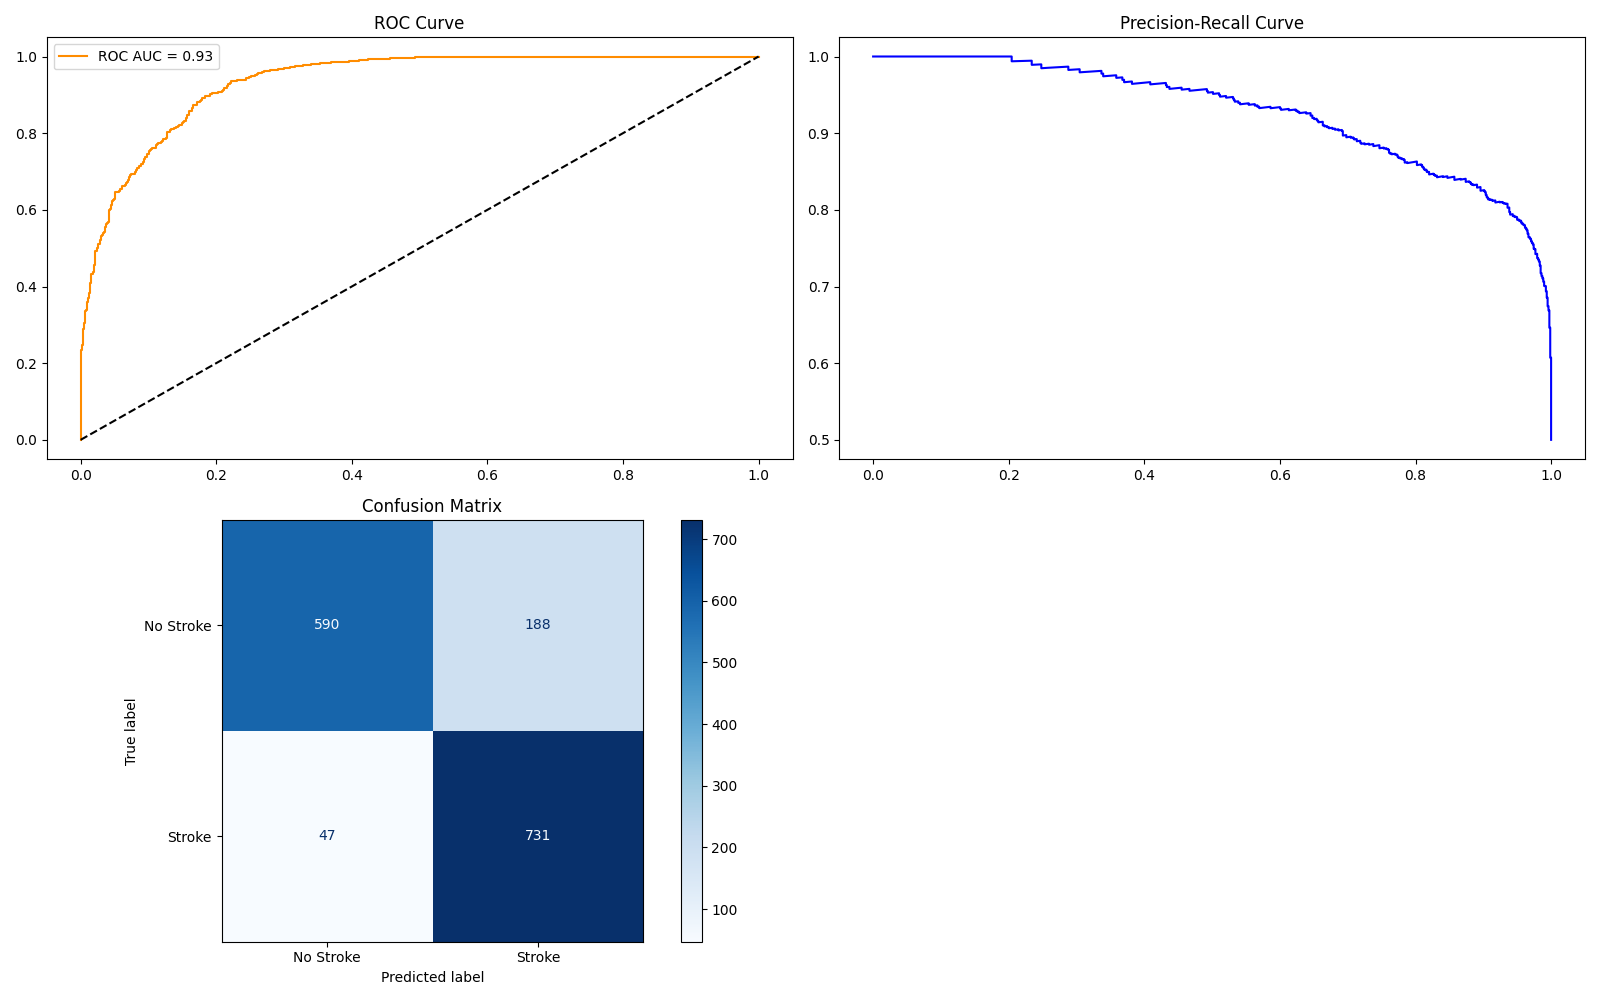 ROC Curve
ROC AUC = 0.93
1.0
0.8
0.6
0.4
0.2
0.0
0.0 0.2 0.4 0.6 0.8 1.0
Precision-Recall Curve
1.0
0.9
0.8
0.7
0.6
0.5
0.0 0.2 0.4 0.6 0.8 1.0
Confusion Matrix
True label
No Stroke
590 188
Stroke
47 731
No Stroke Stroke
Predicted label
700
600
500
400
300
200
100